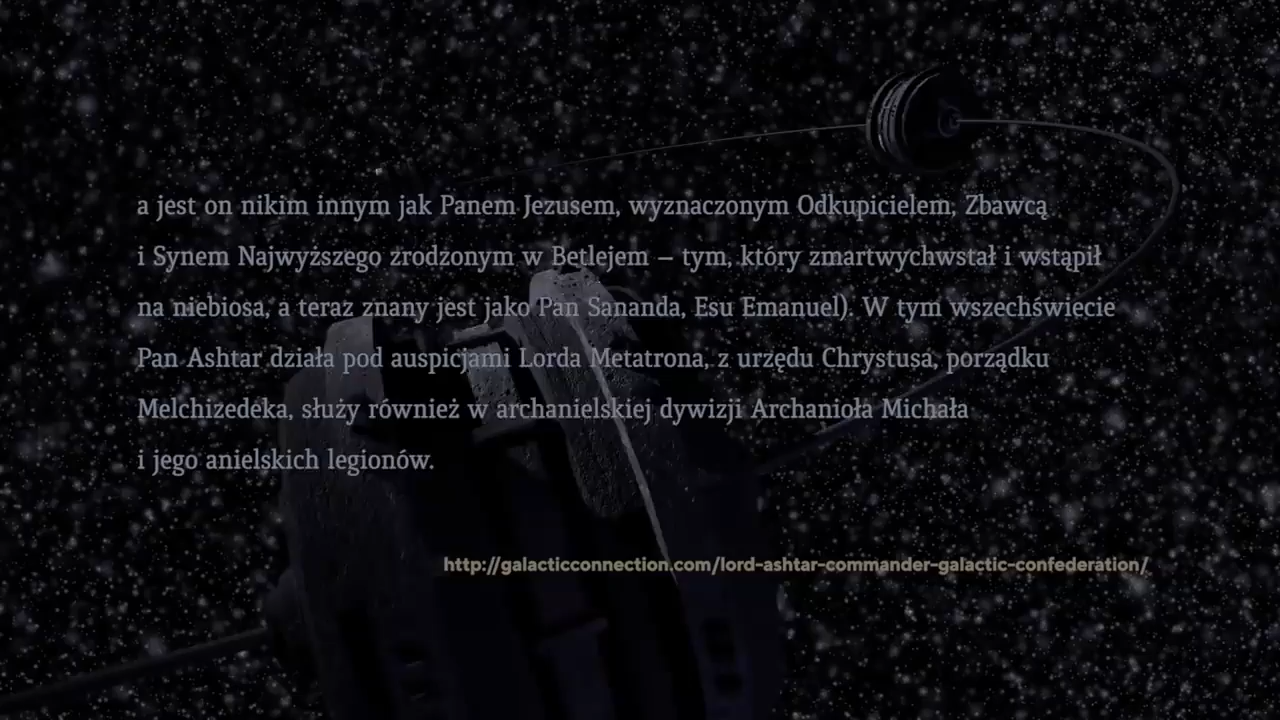 a jest on nikim innym jak Panem Jezusem, wyznaczonym Odkupicielem, Zbawcą
i Synem Najwyższego zrodzonym w Betlejem – tym, który zmartwychwstał i wstąpił
na niebiosa, a teraz znany jest jako Pan Sananda, Esu Emanuel). W tym wszechświecie
Pan Ashtar działa pod auspicjami Lorda Metatrona, z urzędu Chrystusa, porządku
Melchizedeka, służy również w archanielskiej dywizji Archanioła Michała
i jego anielskich legionów.
http://galacticconnection.com/lord-ashtar-commander-galactic-confederation/